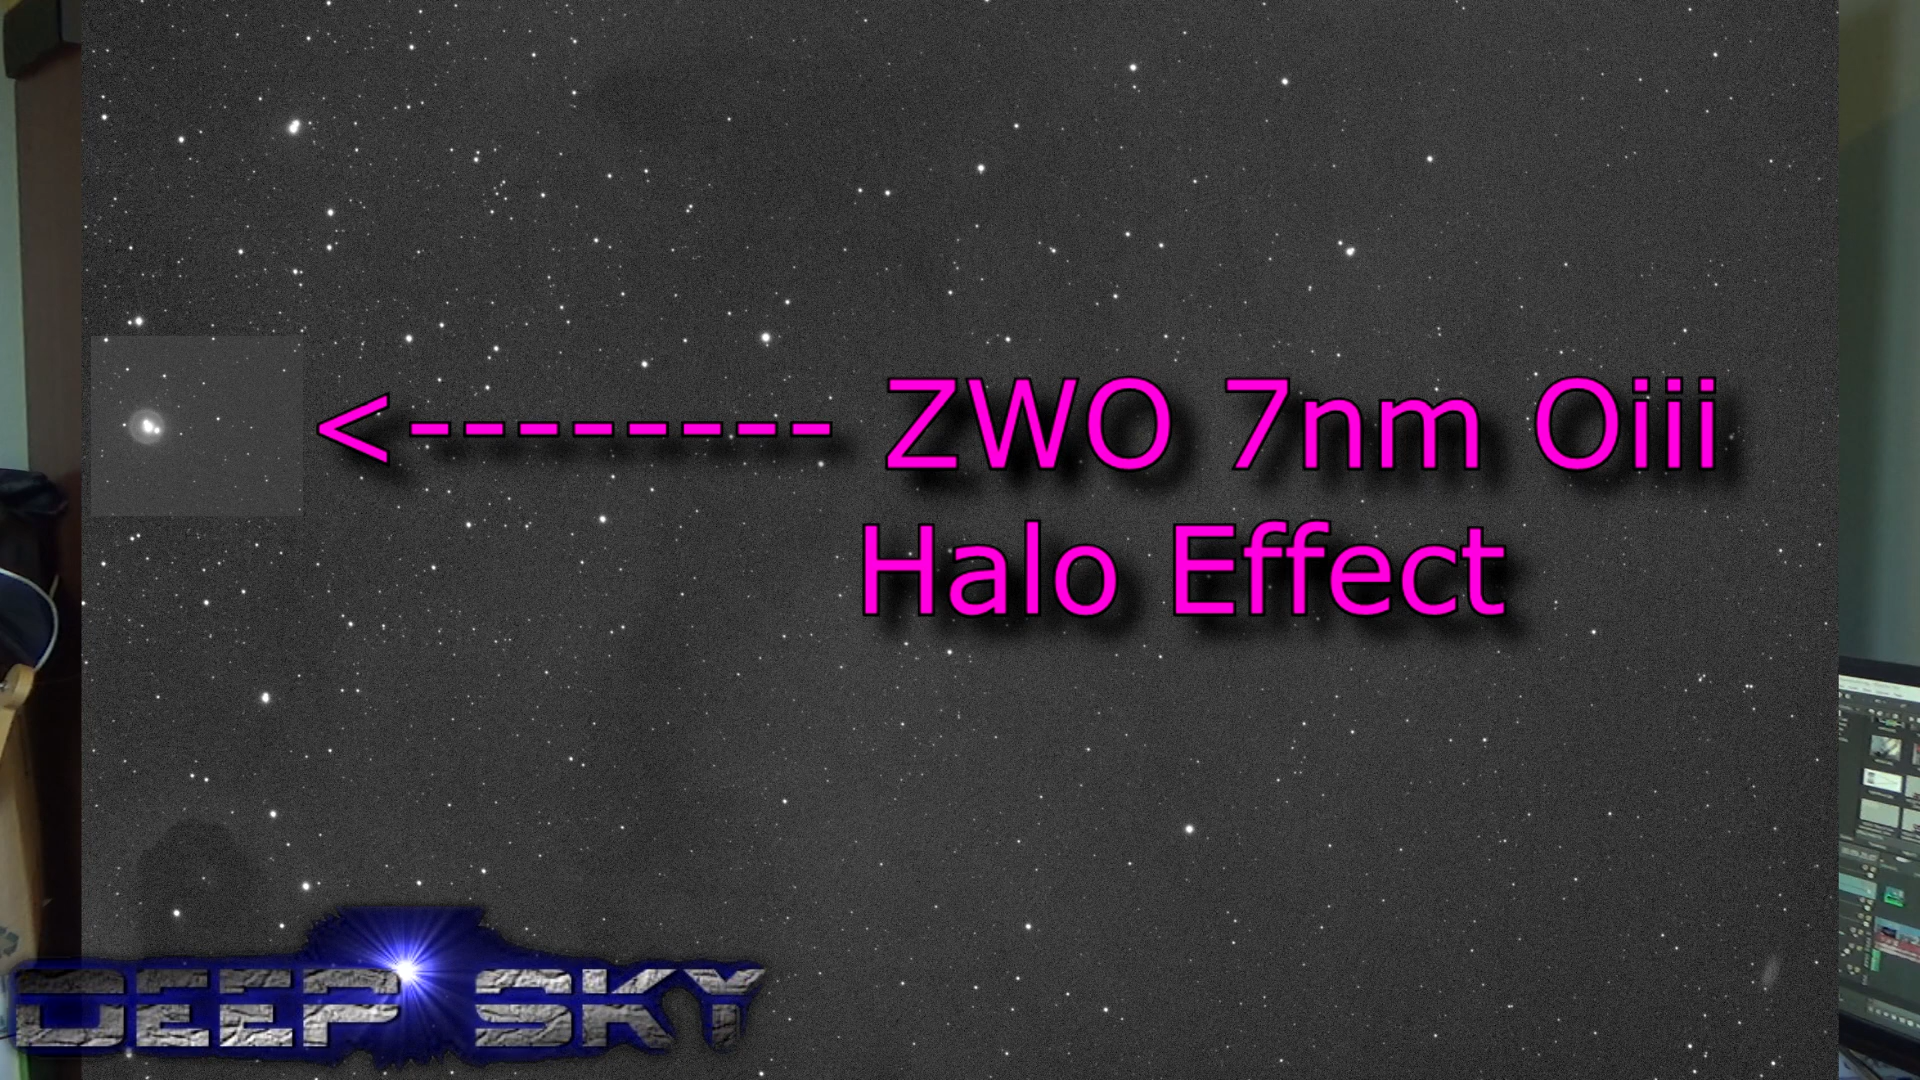 <-------- ZWO 7nm Oiii
Halo Effect
DEEP SKY